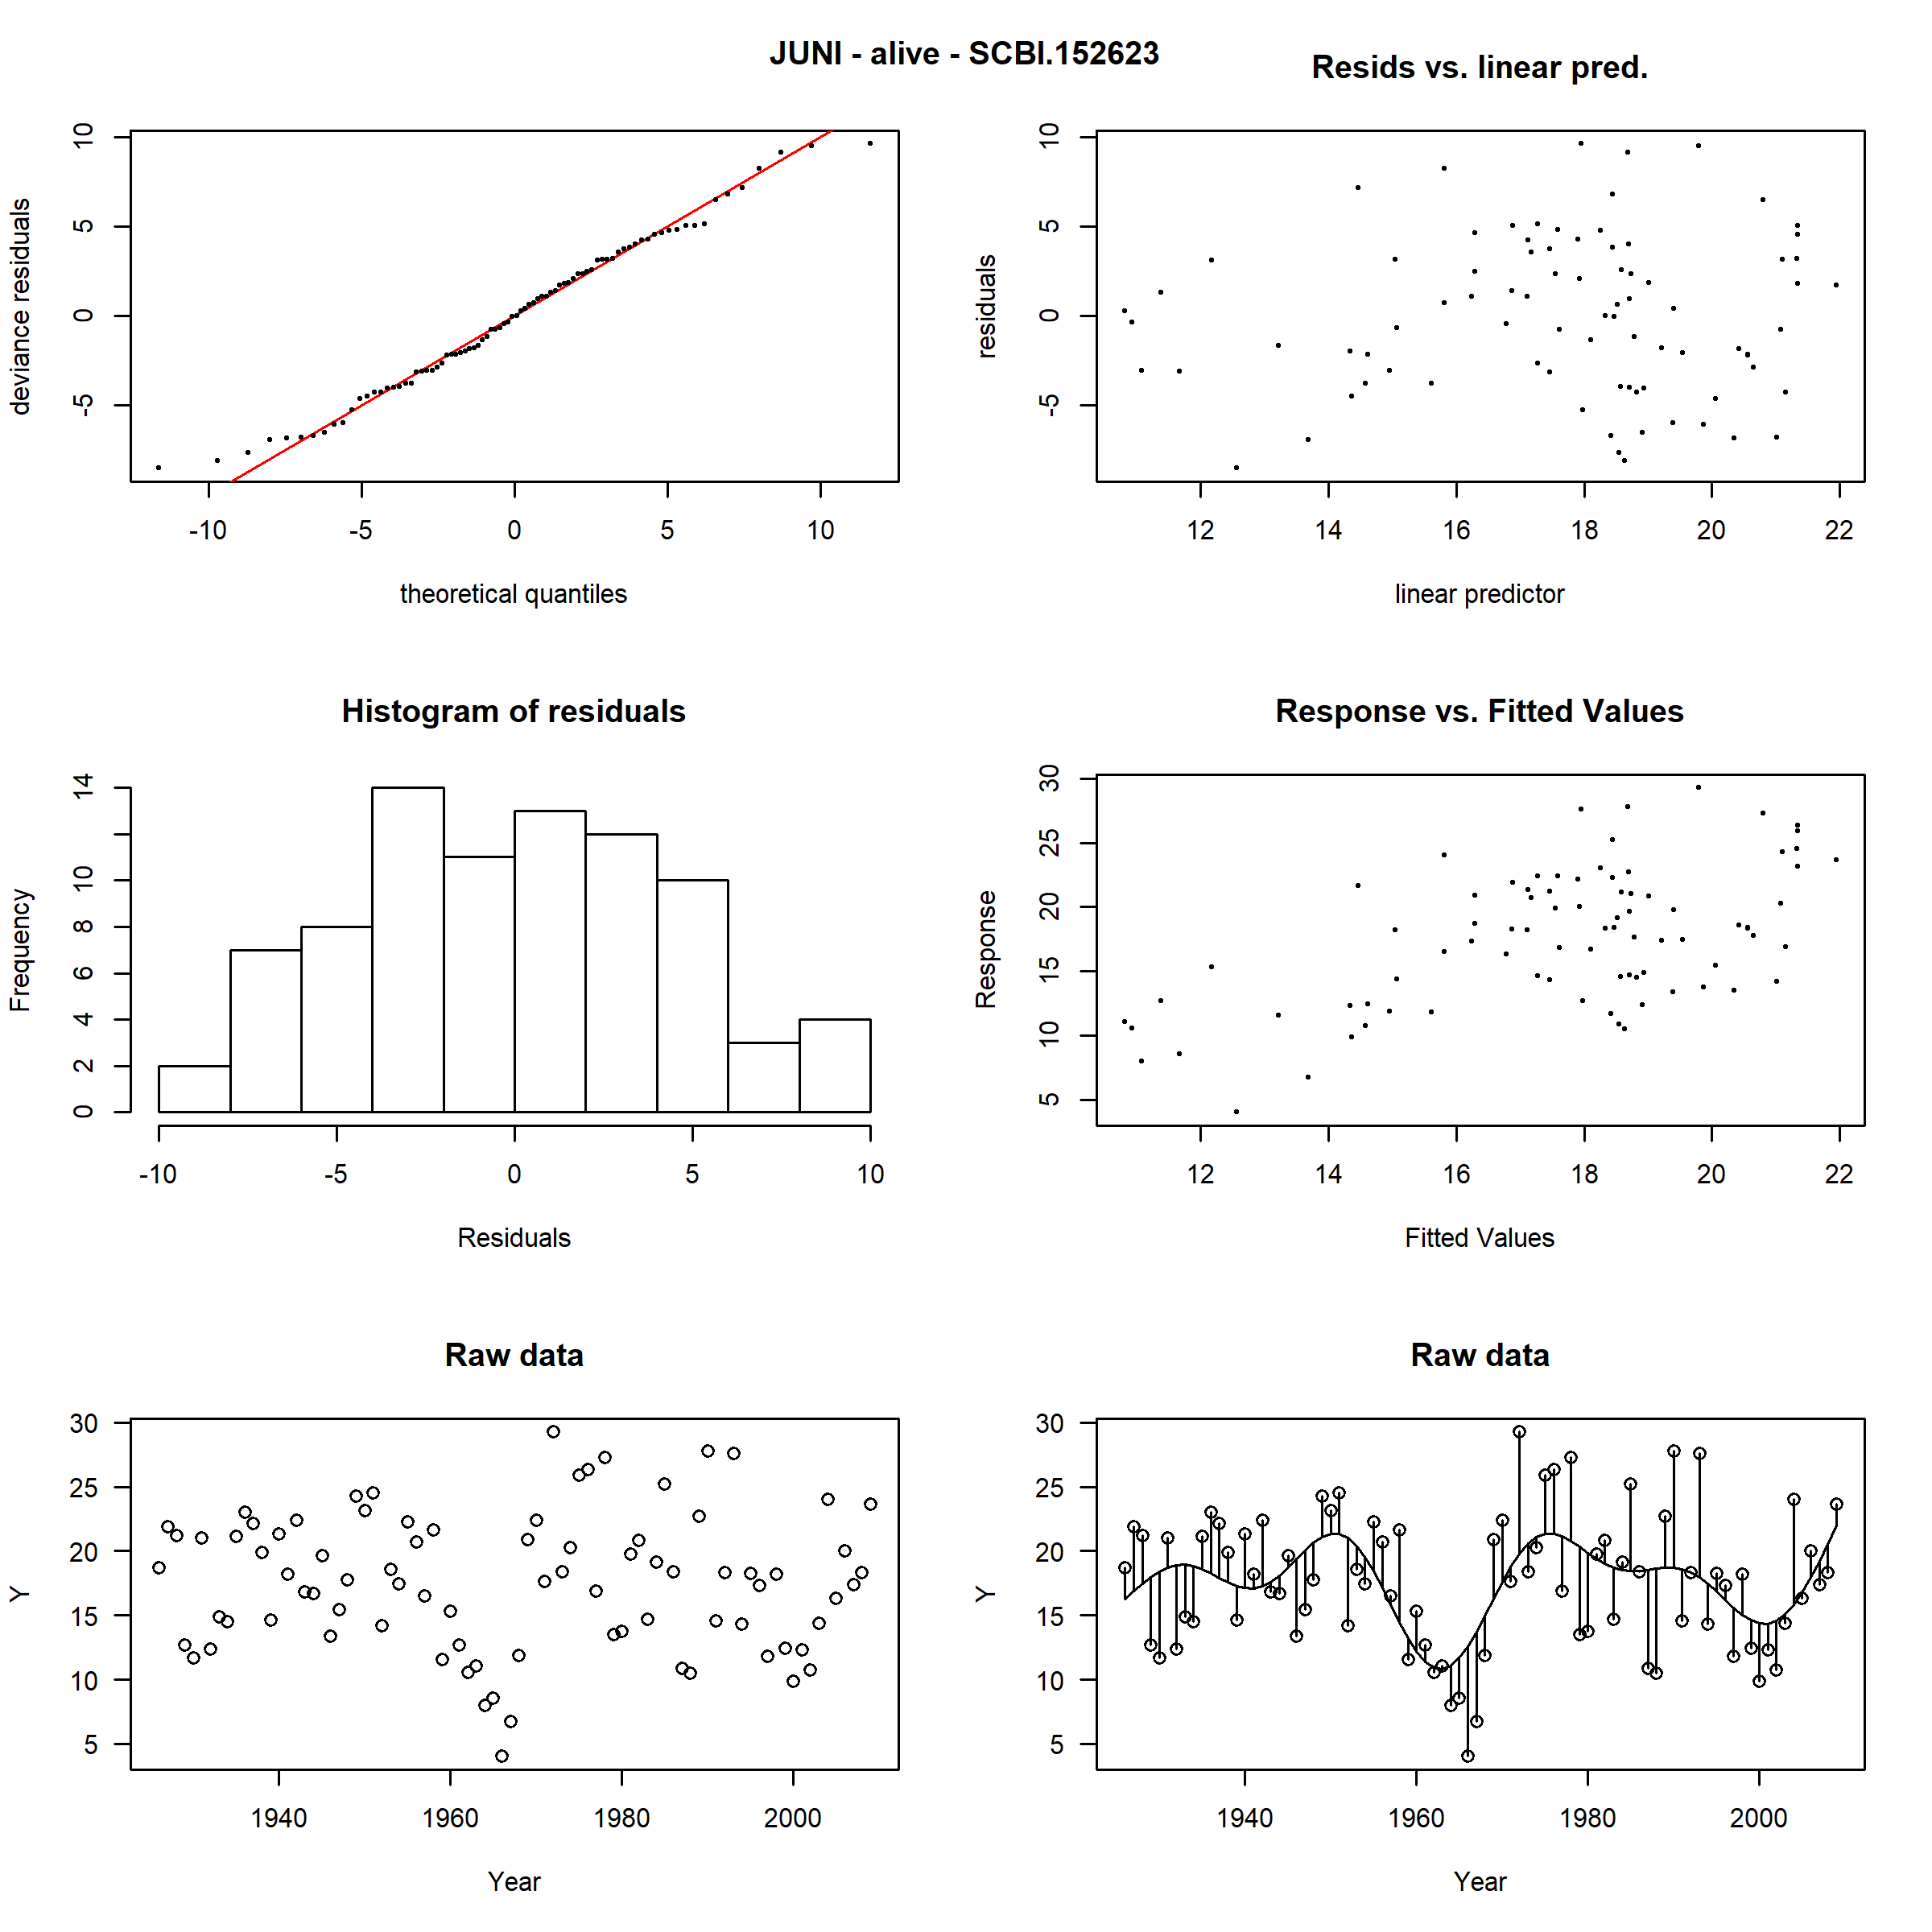 JUNI - alive - SCBI.152623
Resids vs. linear pred.
10
5
0
-5
deviance residuals
-10 -5 0 5 10
theoretical quantiles
10
5
0
-5
residuals
12 14 16 18 20 22
linear predictor
Histogram of residuals
14
10
8
6
4
2
0
Frequency
-10 -5 0 5 10
Residuals
Response vs. Fitted Values
30
25
20
15
10
5
Response
12 14 16 18 20 22
Fitted Values
Raw data
30
25
20
15
10
5
Y
1940 1960 1980 2000
Year
Raw data
30
25
20
15
10
5
Y
1940 1960 1980 2000
Year